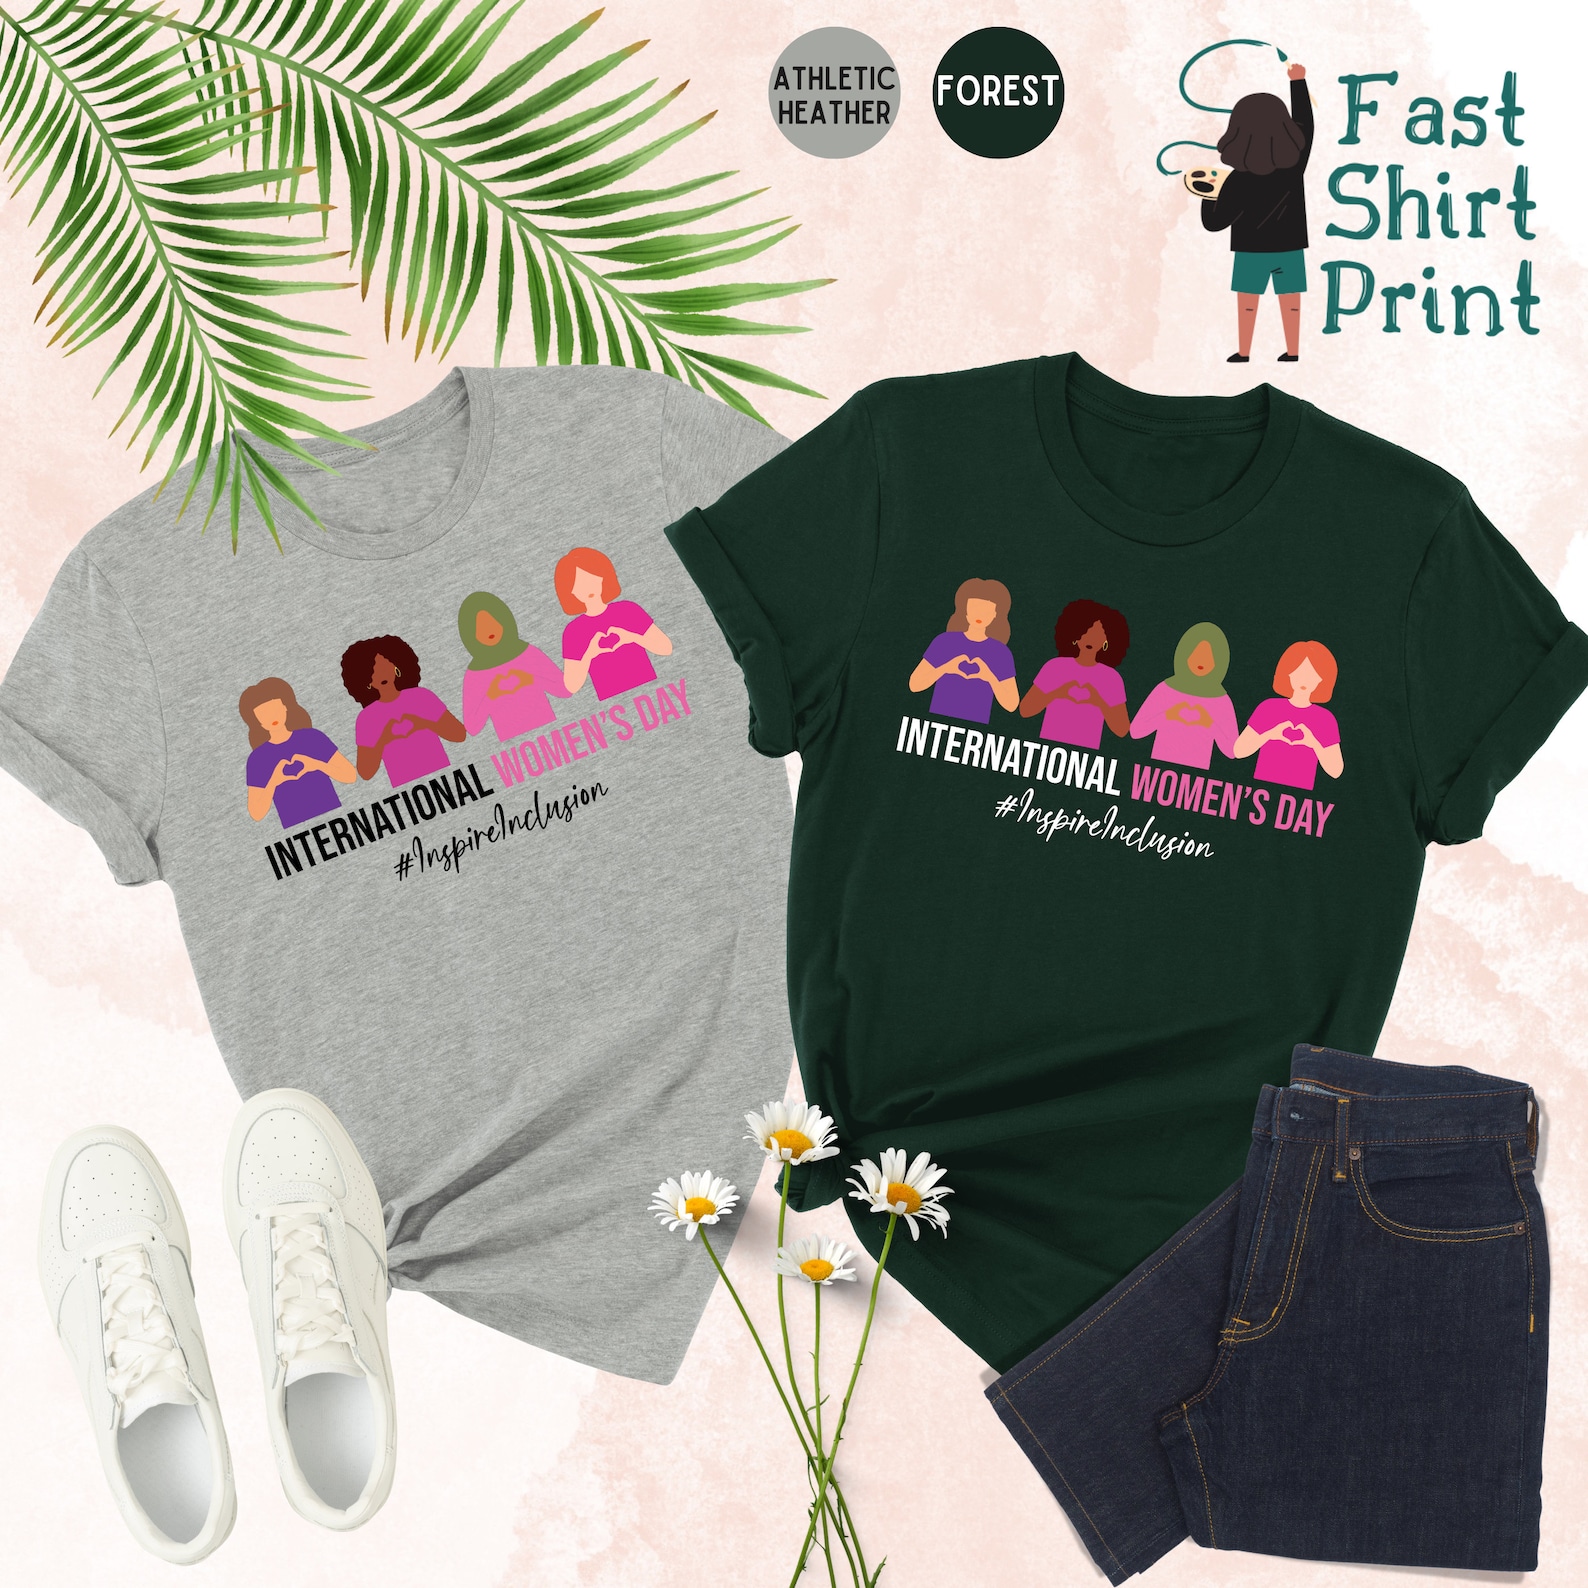 ATHLETIC
HEATHER
FOREST
Fast
Shirt
Print
INTERNATIONAL WOMEN'S DAY
#InspireInclusion
INTERNATIONAL WOMEN'S DAY
#InspireInclusion